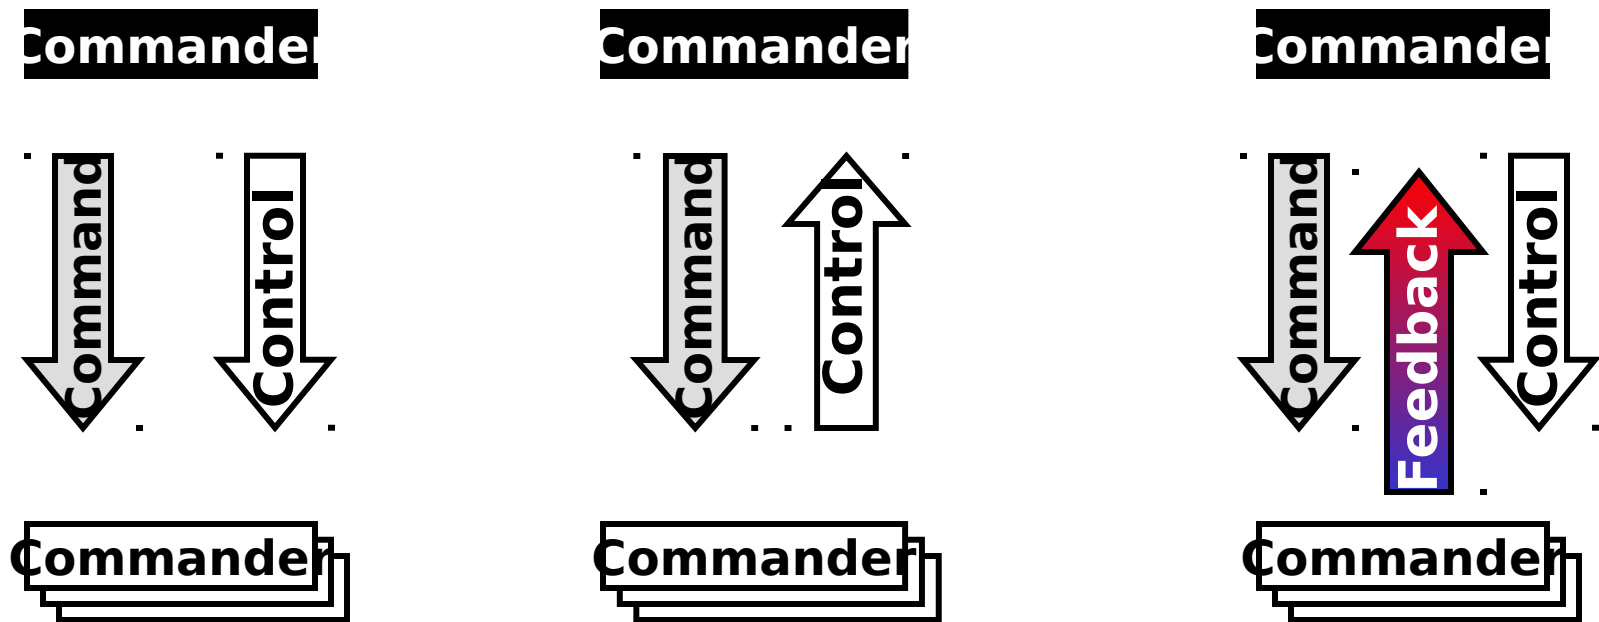 Commander
Command
Control
Commander
Commander
Command
Control
Commander
Commander
Command
Feedback
Control
Commander